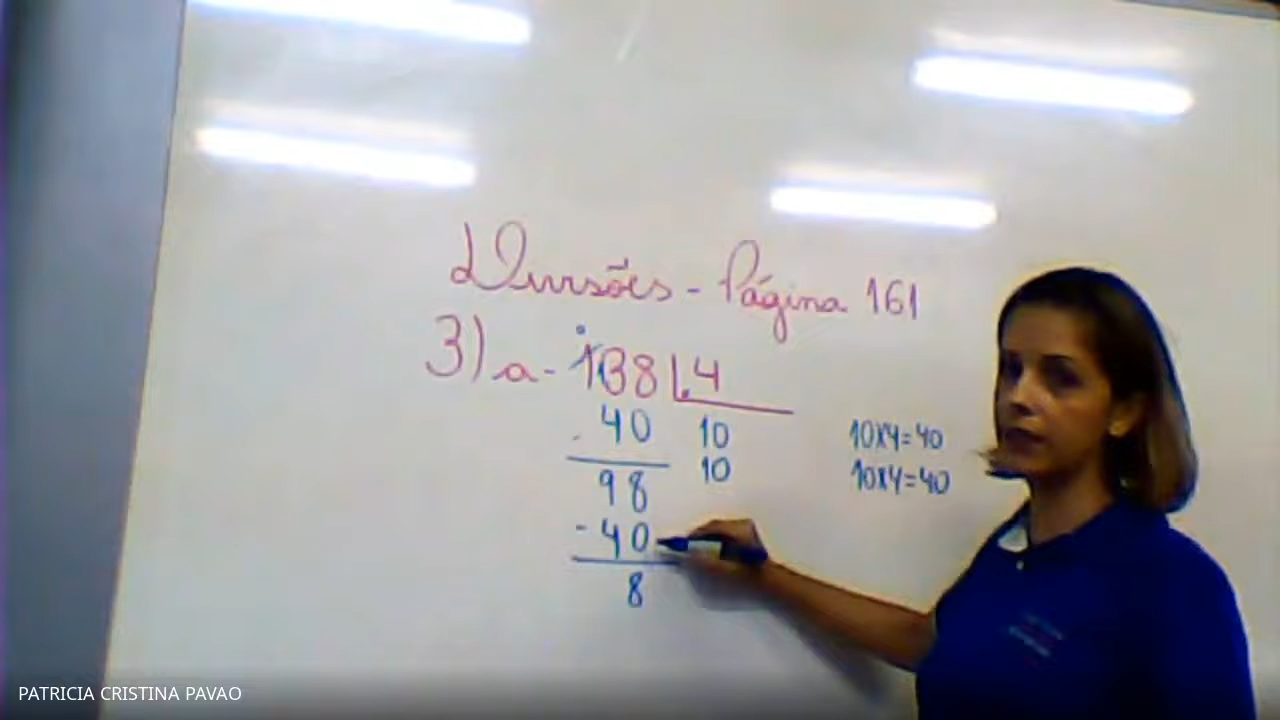 Divisões - Página 161
3) a - 138 4
- 40 10
98 10
- 40
8
10x4=40
10x4=40
PATRICIA CRISTINA PAVAO